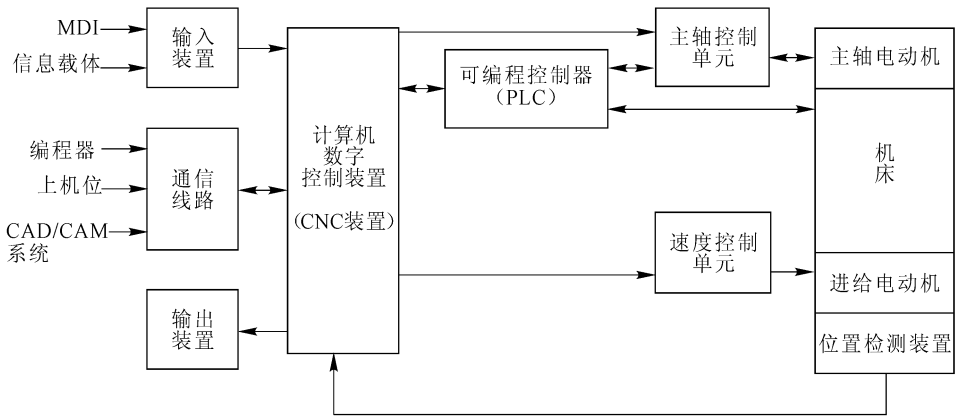 MDI
信息载体
输入
装置
编程器
上机位
CAD/CAM
系统
通信
线路
输出
装置
计算机
数字
控制装置
(CNC装置)
可编程控制器
(PLC)
主轴控制
单元
速度控制
单元
主轴电动机
机
床
进给电动机
位置检测装置